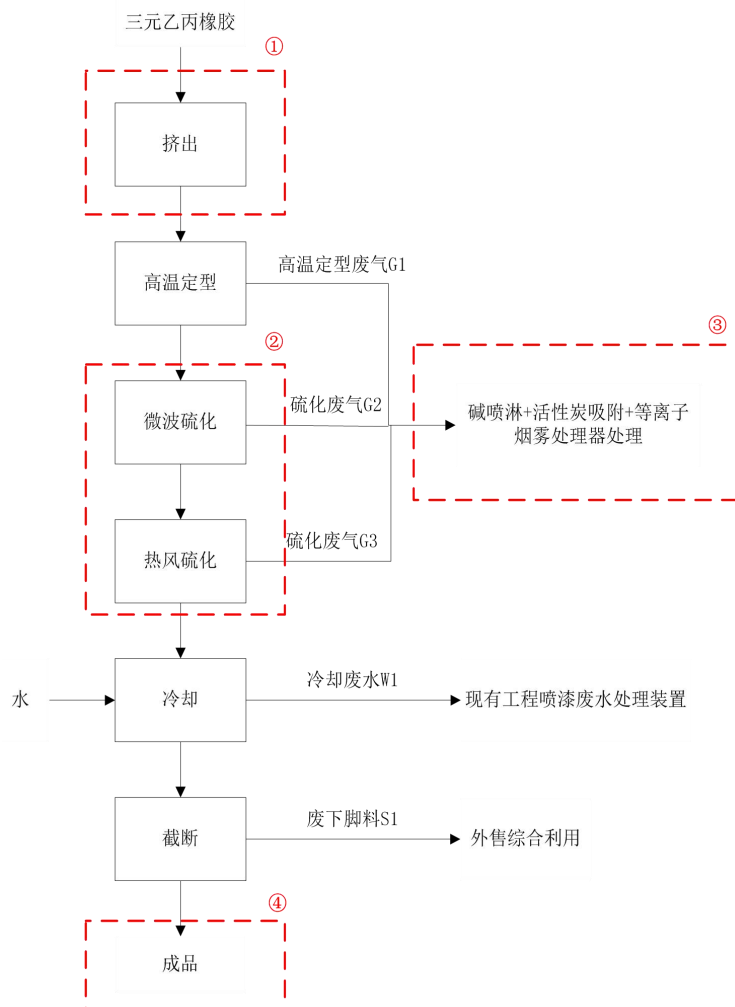 三元乙丙橡胶
①
挤出
高温定型
高温定型废气G1
②
③
微波硫化
硫化废气G2
碱喷淋+活性炭吸附+等离子
烟雾处理器处理
热风硫化
硫化废气G3
水
冷却
冷却废水W1
现有工程喷漆废水处理装置
截断
废下脚料S1
外售综合利用
④
成品